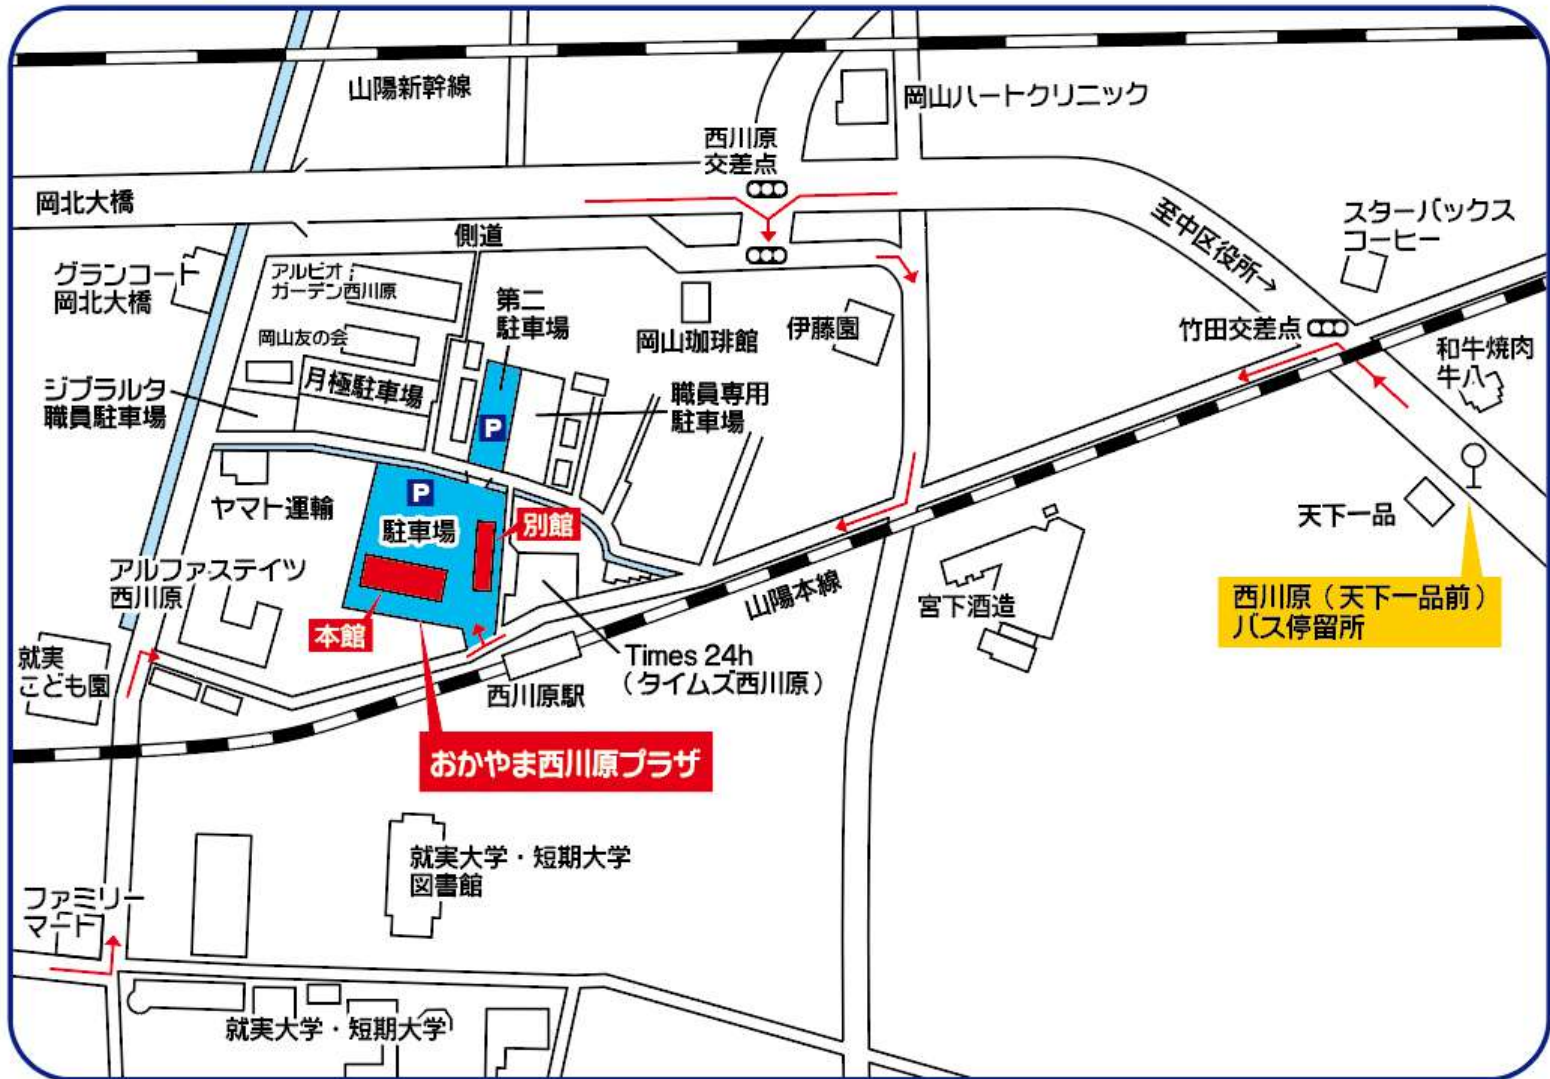 山陽新幹線
岡山ハートクリニック
西川原
交差点
岡北大橋
側道
至中区役所→
スターバックス
コーヒー
グランコート
岡北大橋
アルビオ
ガーデン西川原
第二
駐車場
岡山友の会
岡山珈琲館
伊藤園
竹田交差点
和牛焼肉
牛八
ジブラルタ
職員駐車場
月極駐車場
職員専用
駐車場
P
P
ヤマト運輸
駐車場
別館
天下一品
アルファステイツ
西川原
本館
山陽本線
宮下酒造
西川原(天下一品前)
バス停留所
就実
こども園
Times 24h
(タイムズ西川原)
西川原駅
おかやま西川原プラザ
就実大学・短期大学
図書館
ファミリー
マート
就実大学・短期大学